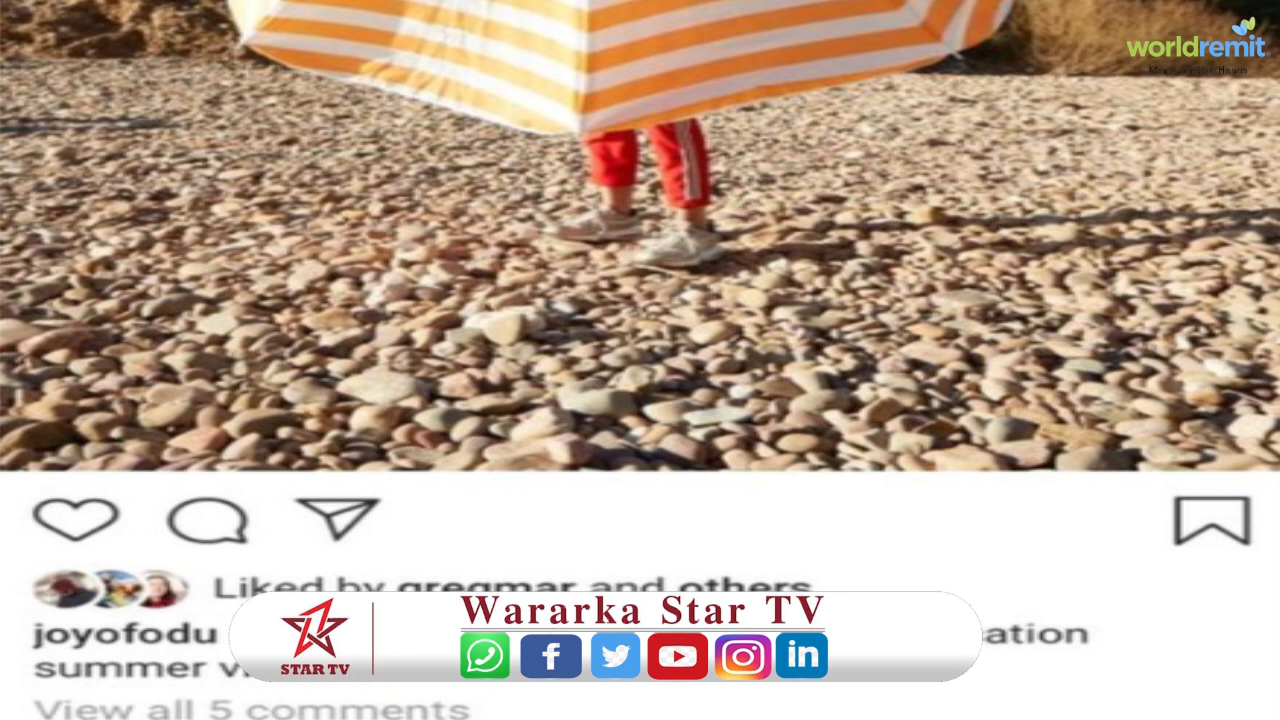 worldremit
Liked by gregmar and others
Wararka Star TV
STAR TV
joyofodu
ation
summer
View all 5 comments